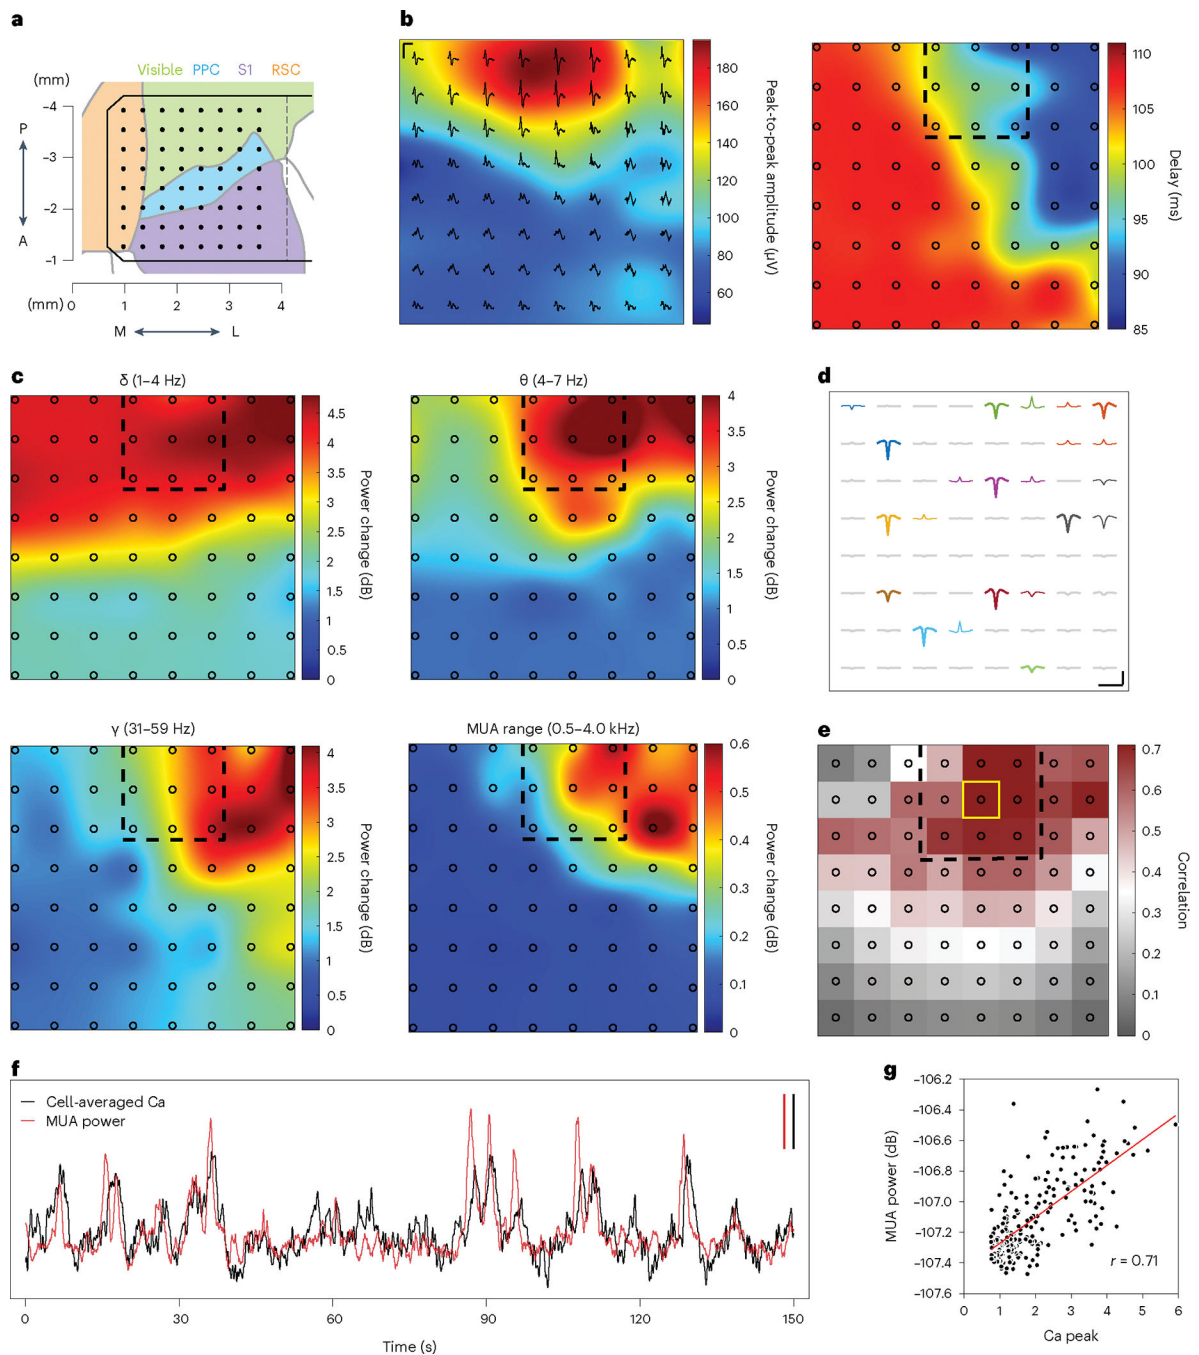 a
Visible PPC S1 RSC
(mm)
−4
−3
−2
−1
P
A
(mm) 0 1 2 3 4
M L
b
180
160
140
120
100
80
60
Peak-to-peak amplitude (µV)
110
105
100
95
90
85
Delay (ms)
c
δ (1–4 Hz)
4.5
4
3.5
3
2.5
2
1.5
1
0.5
0
Power change (dB)
θ (4–7 Hz)
4
3.5
3
2.5
2
1.5
1
0.5
0
Power change (dB)
d
γ (31–59 Hz)
4
3.5
3
2.5
2
1.5
1
0.5
0
Power change (dB)
MUA range (0.5–4.0 kHz)
0.6
0.5
0.4
0.3
0.2
0.1
0
Power change (dB)
e
0.7
0.6
0.5
0.4
0.3
0.2
0.1
0
Correlation
f
Cell-averaged Ca
MUA power
0 30 60 90 120 150
Time (s)
g
−106.2
−106.4
−106.6
−106.8
−107.0
−107.2
−107.4
−107.6
MUA power (dB)
r = 0.71
0 1 2 3 4 5 6
Ca peak